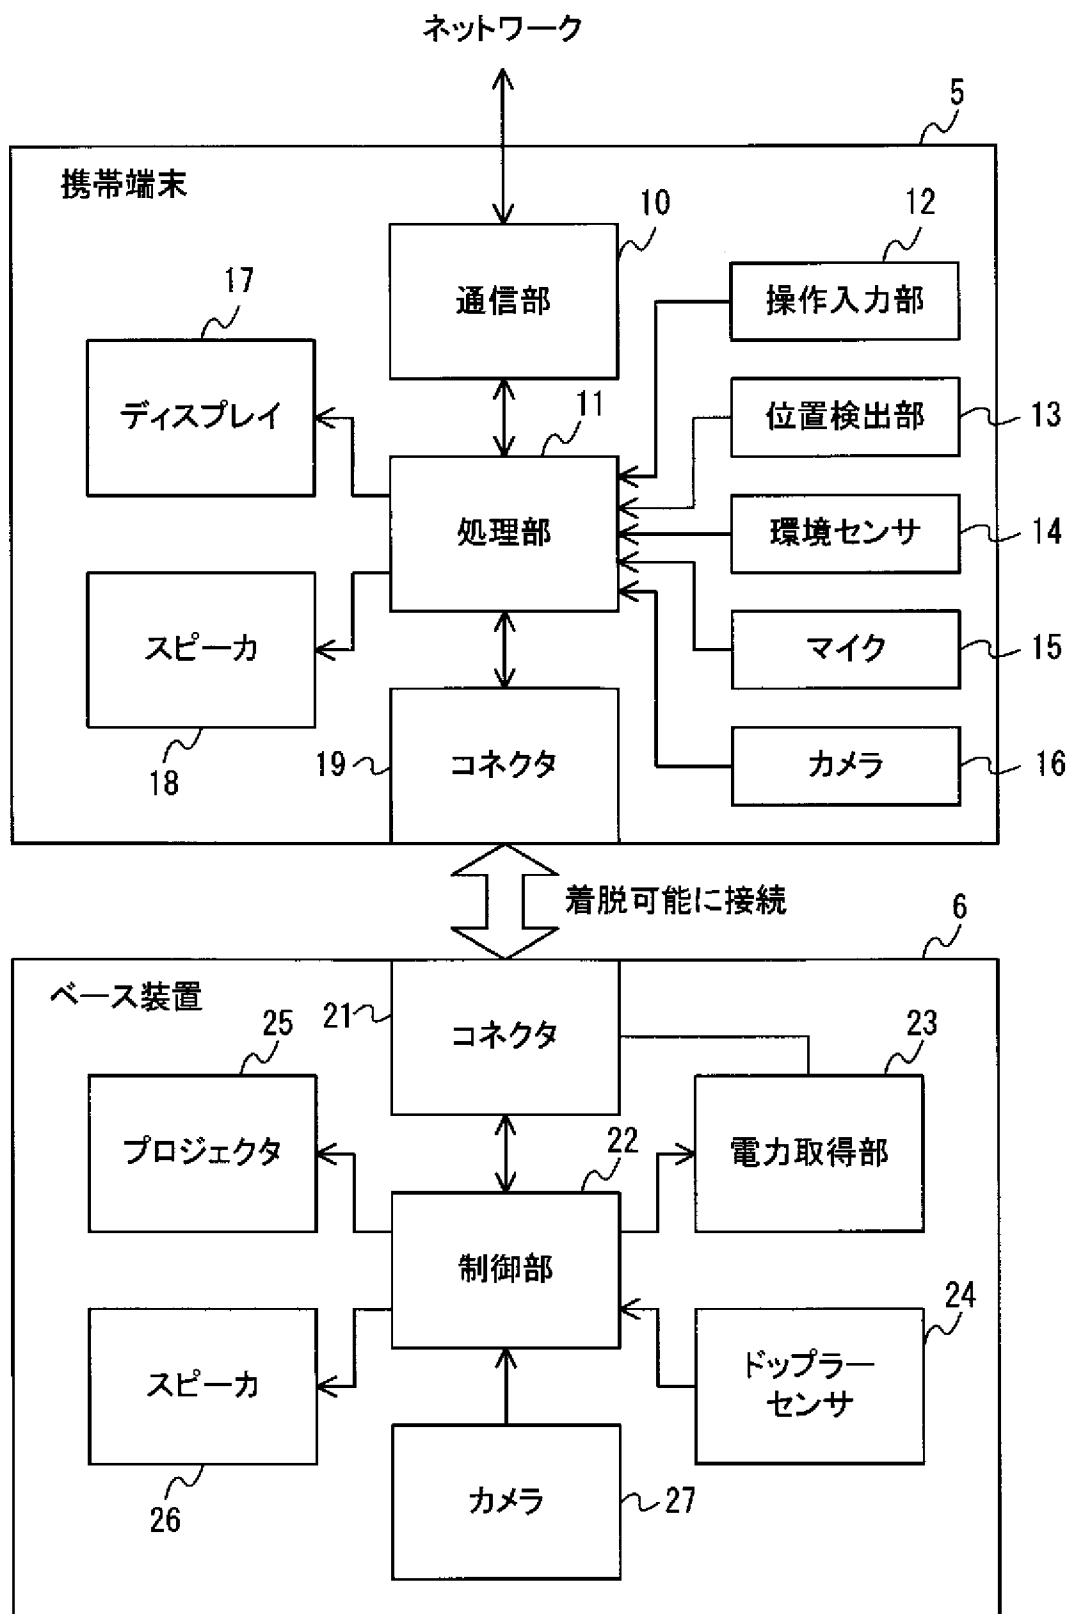 ネットワーク
5
携帯端末
10
12
17
通信部
操作入力部
ディスプレイ
11
位置検出部
13
処理部
環境センサ
14
スピーカ
マイク
15
18
19
コネクタ
カメラ
16
着脱可能に接続
6
ベース装置
21
コネクタ
25
23
プロジェクタ
22
電力取得部
制御部
24
スピーカ
ドップラー
センサ
26
カメラ
27